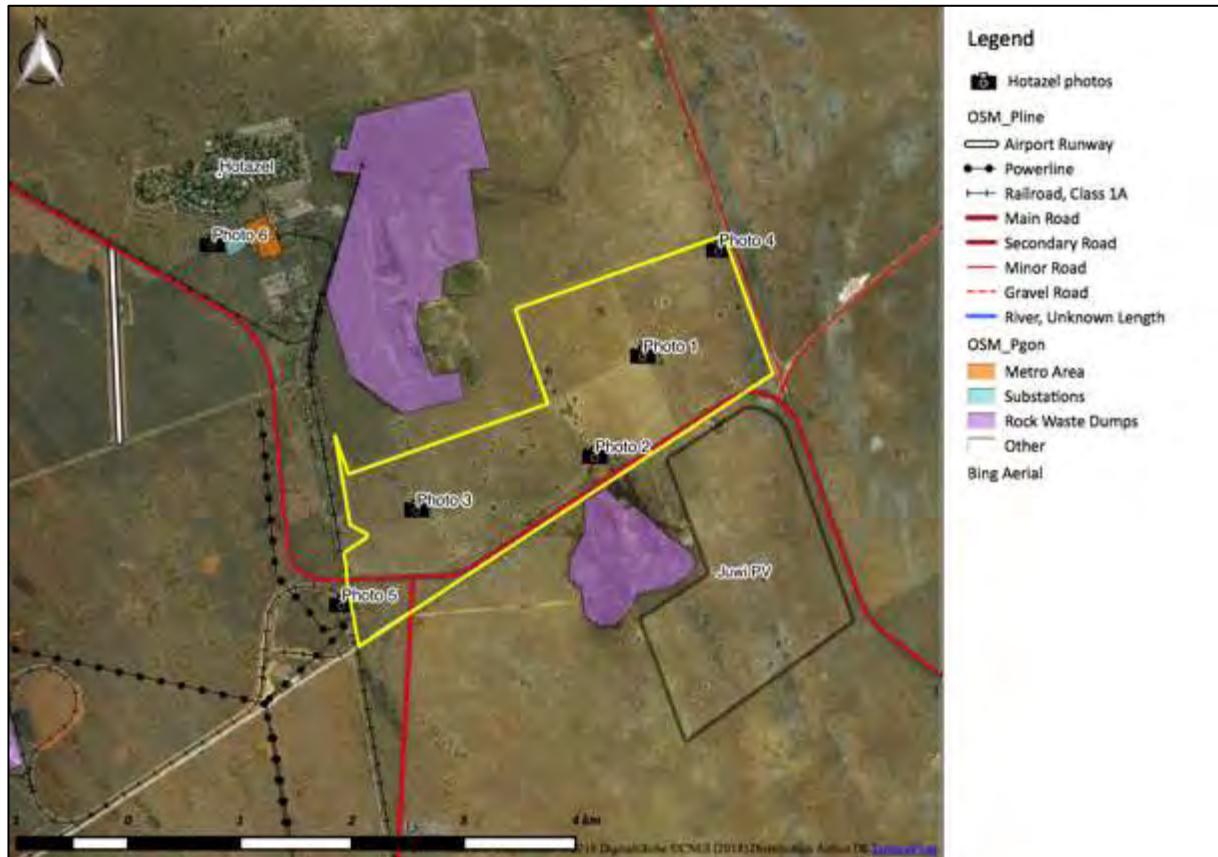 N
Hotazel
Photo 6
Photo 4
Photo 1
Photo 2
Photo 3
Photo 5
Juwi PV
1 0 1 2 3 4 km
Legend
Hotazel photos
OSM_Pline
Airport Runway
Powerline
Railroad, Class 1A
Main Road
Secondary Road
Minor Road
Gravel Road
River, Unknown Length
OSM_Pgon
Metro Area
Substations
Rock Waste Dumps
Other
Bing Aerial